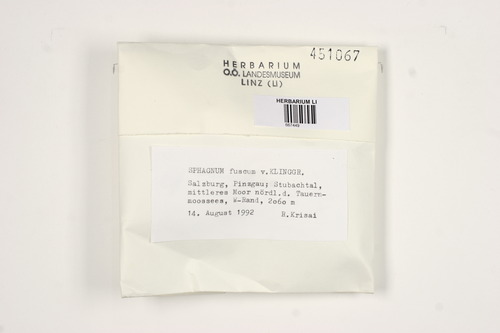 451067
HERBARIUM
O.Ö. LANDESMUSEUM
LINZ (LI)
HERBARIUM LI
SPHAGNUM fuscum v.KLINGGR.
Salzburg, Pinzgau; Stubachtal,
mittleres Moor nördl.d. Tauern-
moossees, W-Rand, 2060 m
14. August 1992 R.Krisai